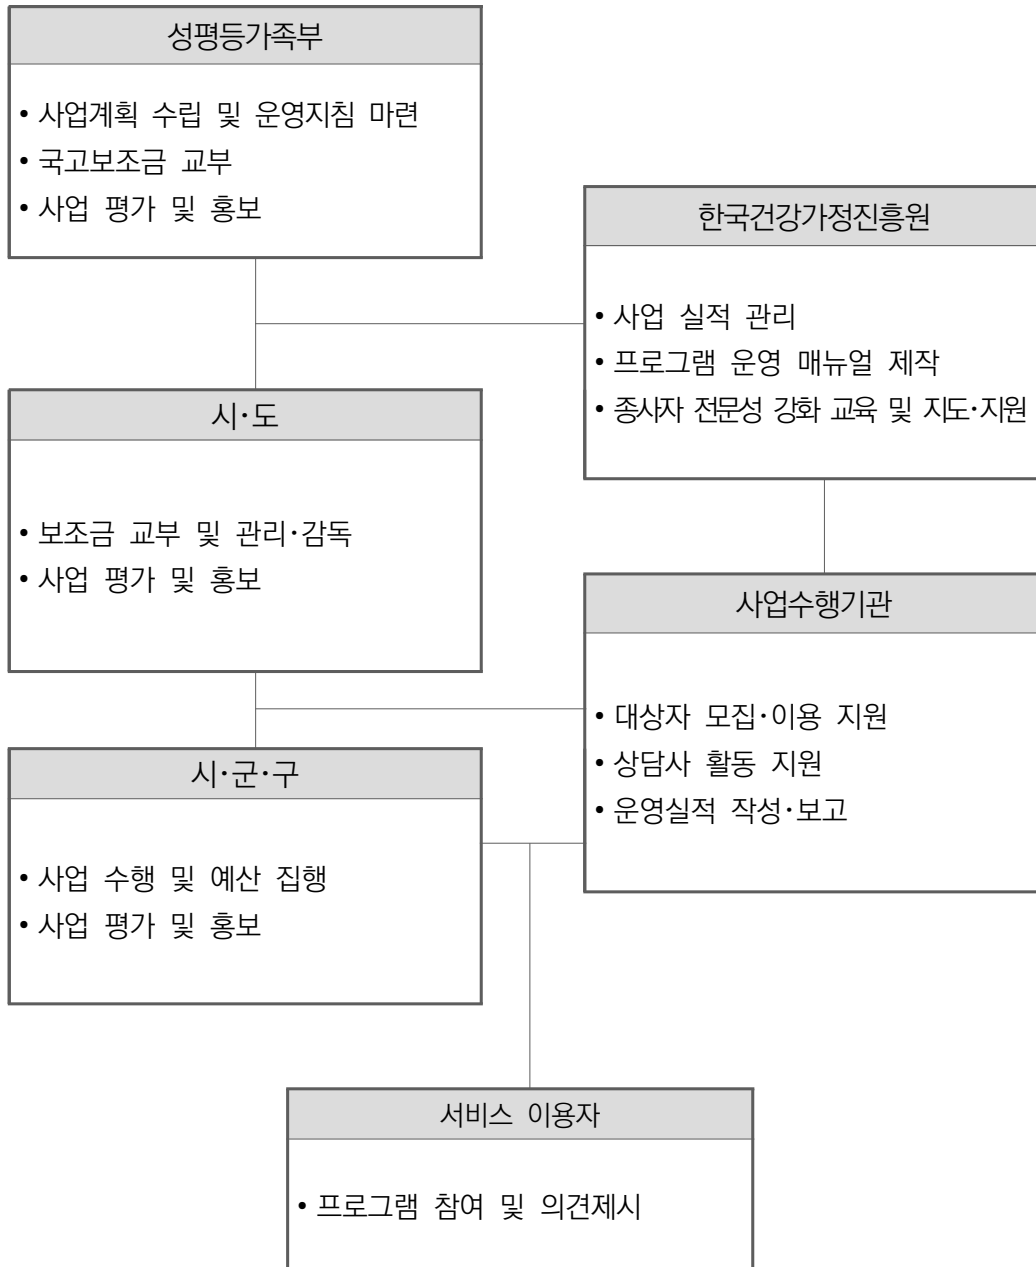 성평등가족부
• 사업계획 수립 및 운영지침 마련
• 국고보조금 교부
• 사업 평가 및 홍보
한국건강가정진흥원
• 사업 실적 관리
• 프로그램 운영 매뉴얼 제작
• 종사자 전문성 강화 교육 및 지도·지원
시·도
• 보조금 교부 및 관리·감독
• 사업 평가 및 홍보
사업수행기관
• 대상자 모집·이용 지원
• 상담사 활동 지원
• 운영실적 작성·보고
시·군·구
• 사업 수행 및 예산 집행
• 사업 평가 및 홍보
서비스 이용자
• 프로그램 참여 및 의견제시